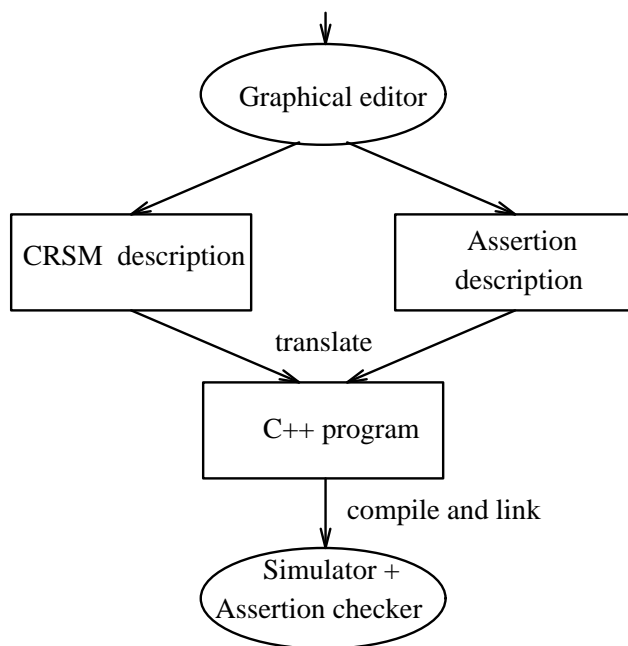 Graphical editor
CRSM description
Assertion
description
translate
C++ program
compile and link
Simulator +
Assertion checker